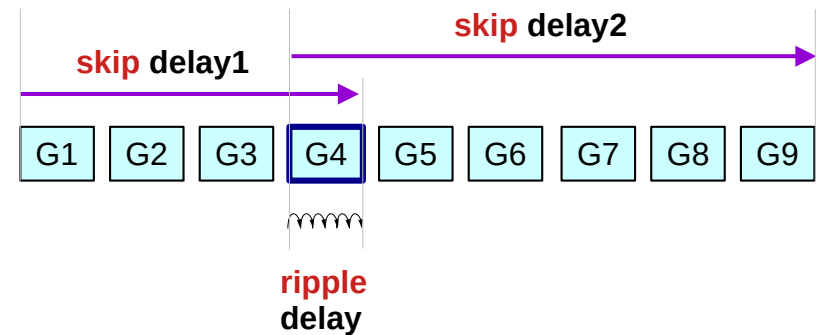 skip delay2
skip delay1
G1 G2 G3 G4 G5 G6 G7 G8 G9
ripple
delay